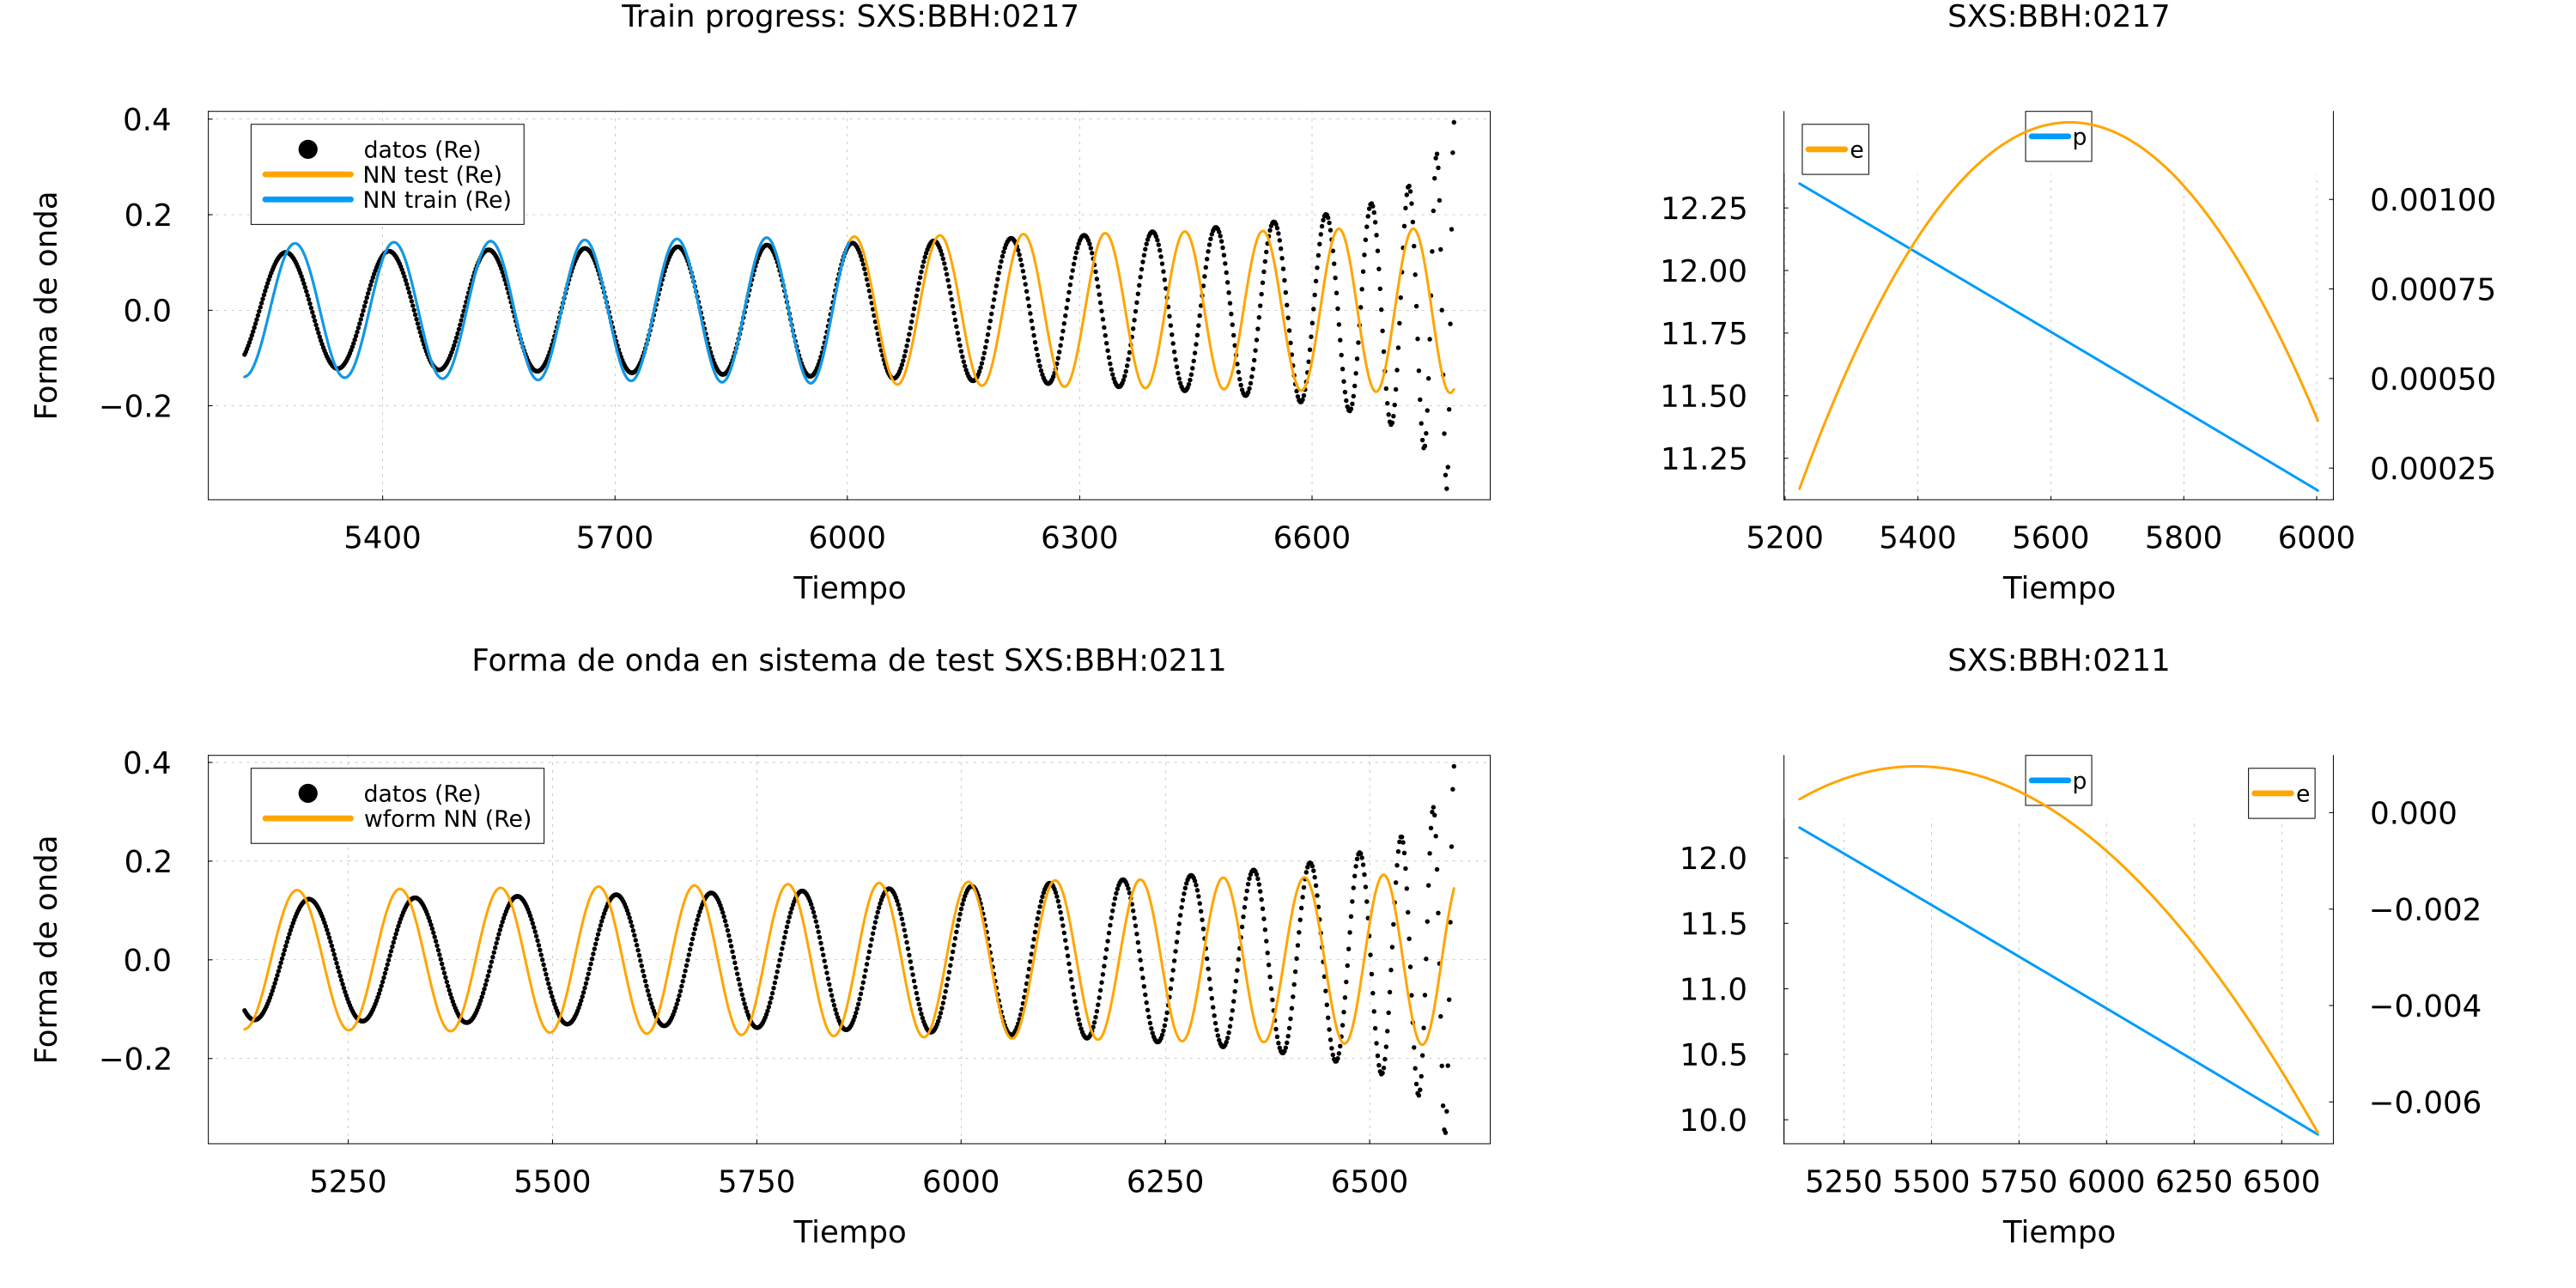 Train progress: SXS:BBH:0217
Forma de onda
0.4
0.2
0.0
−0.2
datos (Re)
NN test (Re)
NN train (Re)
5400 5700 6000 6300 6600
Tiempo
SXS:BBH:0217
e
p
12.25
12.00
11.75
11.50
11.25
0.00100
0.00075
0.00050
0.00025
5200 5400 5600 5800 6000
Tiempo
Forma de onda en sistema de test SXS:BBH:0211
Forma de onda
0.4
0.2
0.0
−0.2
datos (Re)
wform NN (Re)
5250 5500 5750 6000 6250 6500
Tiempo
SXS:BBH:0211
p
e
12.0
11.5
11.0
10.5
10.0
0.000
−0.002
−0.004
−0.006
5250 5500 5750 6000 6250 6500
Tiempo